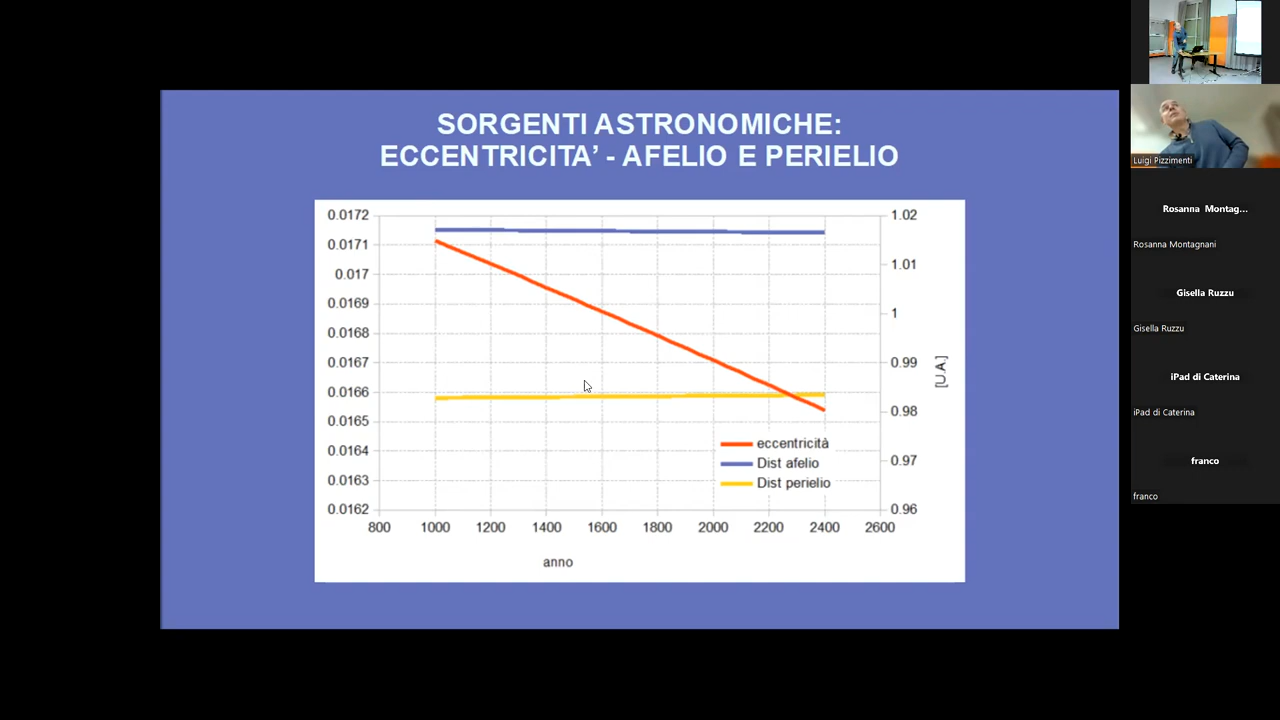 SORGENTI ASTRONOMICHE:
ECCENTRICITA’ - AFELIO E PERIELIO
0.0172
0.0171
0.017
0.0169
0.0168
0.0167
0.0166
0.0165
0.0164
0.0163
0.0162
1.02
1.01
1
0.99
0.98
0.97
0.96
[U.A.]
eccentricità
Dist afelio
Dist perielio
800 1000 1200 1400 1600 1800 2000 2200 2400 2600
anno
Luigi Pizzimenti
Rosanna Montag...
Rosanna Montagnani
Gisella Ruzzu
Gisella Ruzzu
iPad di Caterina
iPad di Caterina
franco
franco